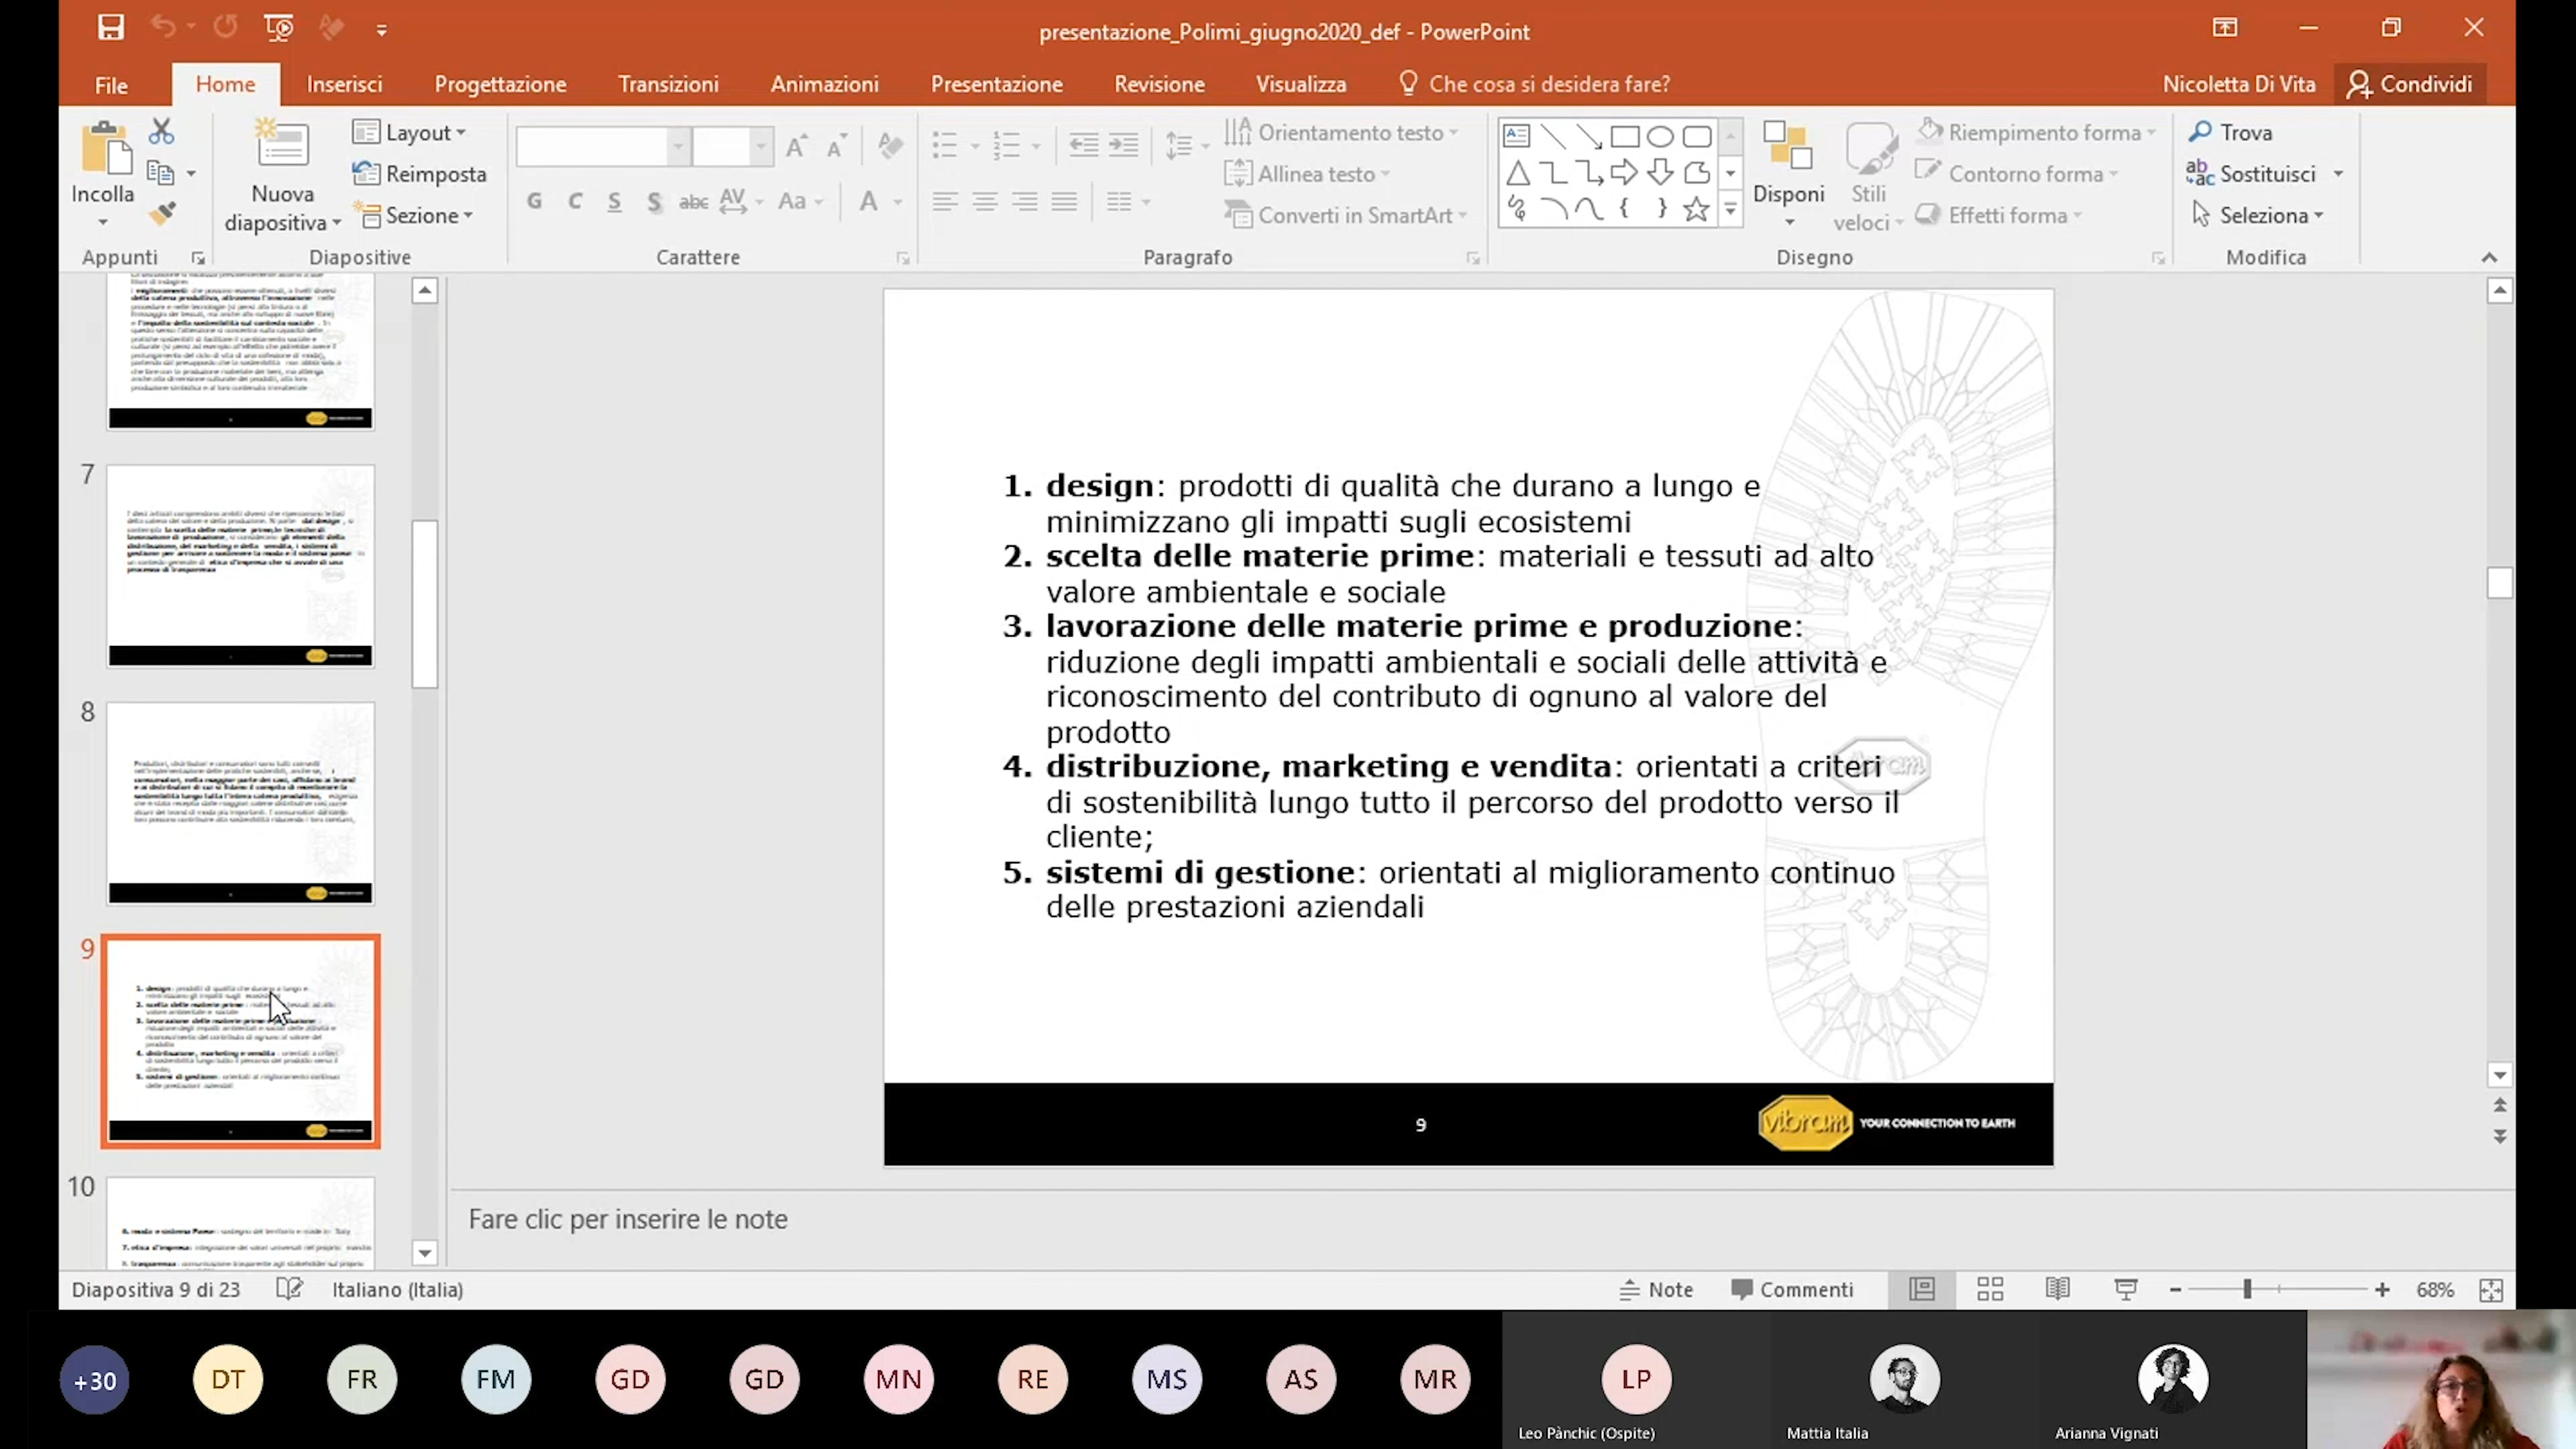 presentazione_Polimi_giugno2020_def - PowerPoint
File Home Inserisci Progettazione Transizioni Animazioni Presentazione Revisione Visualizza Che cosa si desidera fare? Nicoletta Di Vita Condividi
Incolla
Nuova diapositiva
Layout
Reimposta
Sezione
G C S S abc AV Aa A
Orientamento testo
Allinea testo
Converti in SmartArt
Disponi
Stili veloci
Riempimento forma
Contorno forma
Effetti forma
Trova
Sostituisci
Seleziona
Appunti Diapositive Carattere Paragrafo Disegno Modifica
7
8
9
10
1. design: prodotti di qualità che durano a lungo e
minimizzano gli impatti sugli ecosistemi
2. scelta delle materie prime: materiali e tessuti ad alto
valore ambientale e sociale
3. lavorazione delle materie prime e produzione:
riduzione degli impatti ambientali e sociali delle attività e
riconoscimento del contributo di ognuno al valore del
prodotto
4. distribuzione, marketing e vendita: orientati a criteri
di sostenibilità lungo tutto il percorso del prodotto verso il
cliente;
5. sistemi di gestione: orientati al miglioramento continuo
delle prestazioni aziendali
vibram
9
vibram YOUR CONNECTION TO EARTH
Fare clic per inserire le note
Diapositiva 9 di 23 Italiano (Italia) Note Commenti 68%
+30 DT FR FM GD GD MN RE MS AS MR LP
Leo Pànchic (Ospite) Mattia Italia Arianna Vignati